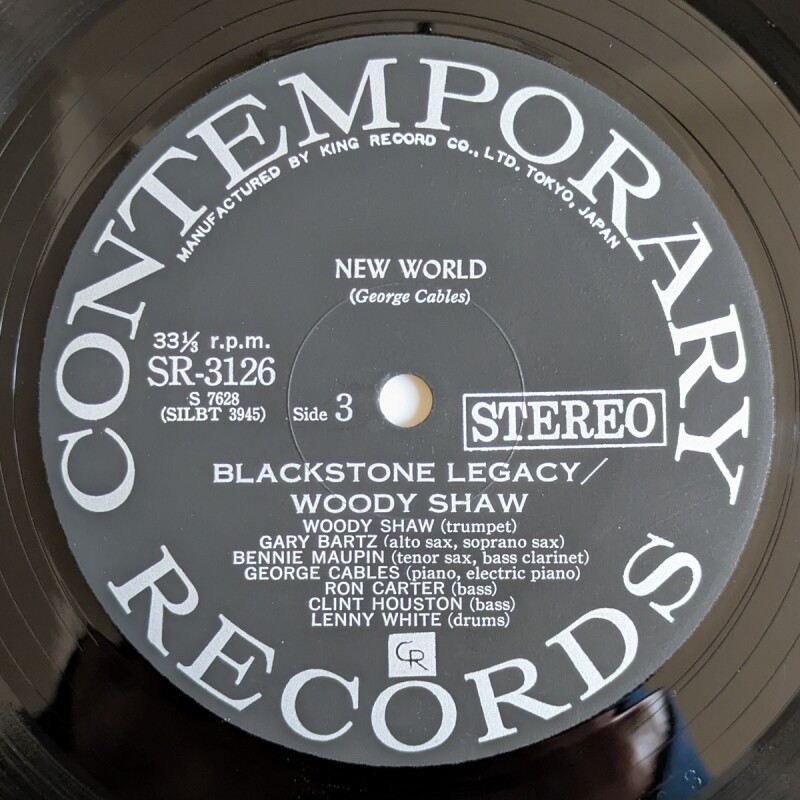 CONTEMPORARY
MANUFACTURED BY KING RECORD CO., LTD. TOKYO, JAPAN
NEW WORLD
(George Cables)
33⅓ r.p.m.
SR-3126
S 7628
(SILBT 3945)
Side 3
STEREO
BLACKSTONE LEGACY/
WOODY SHAW
WOODY SHAW (trumpet)
GARY BARTZ (alto sax, soprano sax)
BENNIE MAUPIN (tenor sax, bass clarinet)
GEORGE CABLES (piano, electric piano)
RON CARTER (bass)
CLINT HOUSTON (bass)
LENNY WHITE (drums)
CR
RECORDS